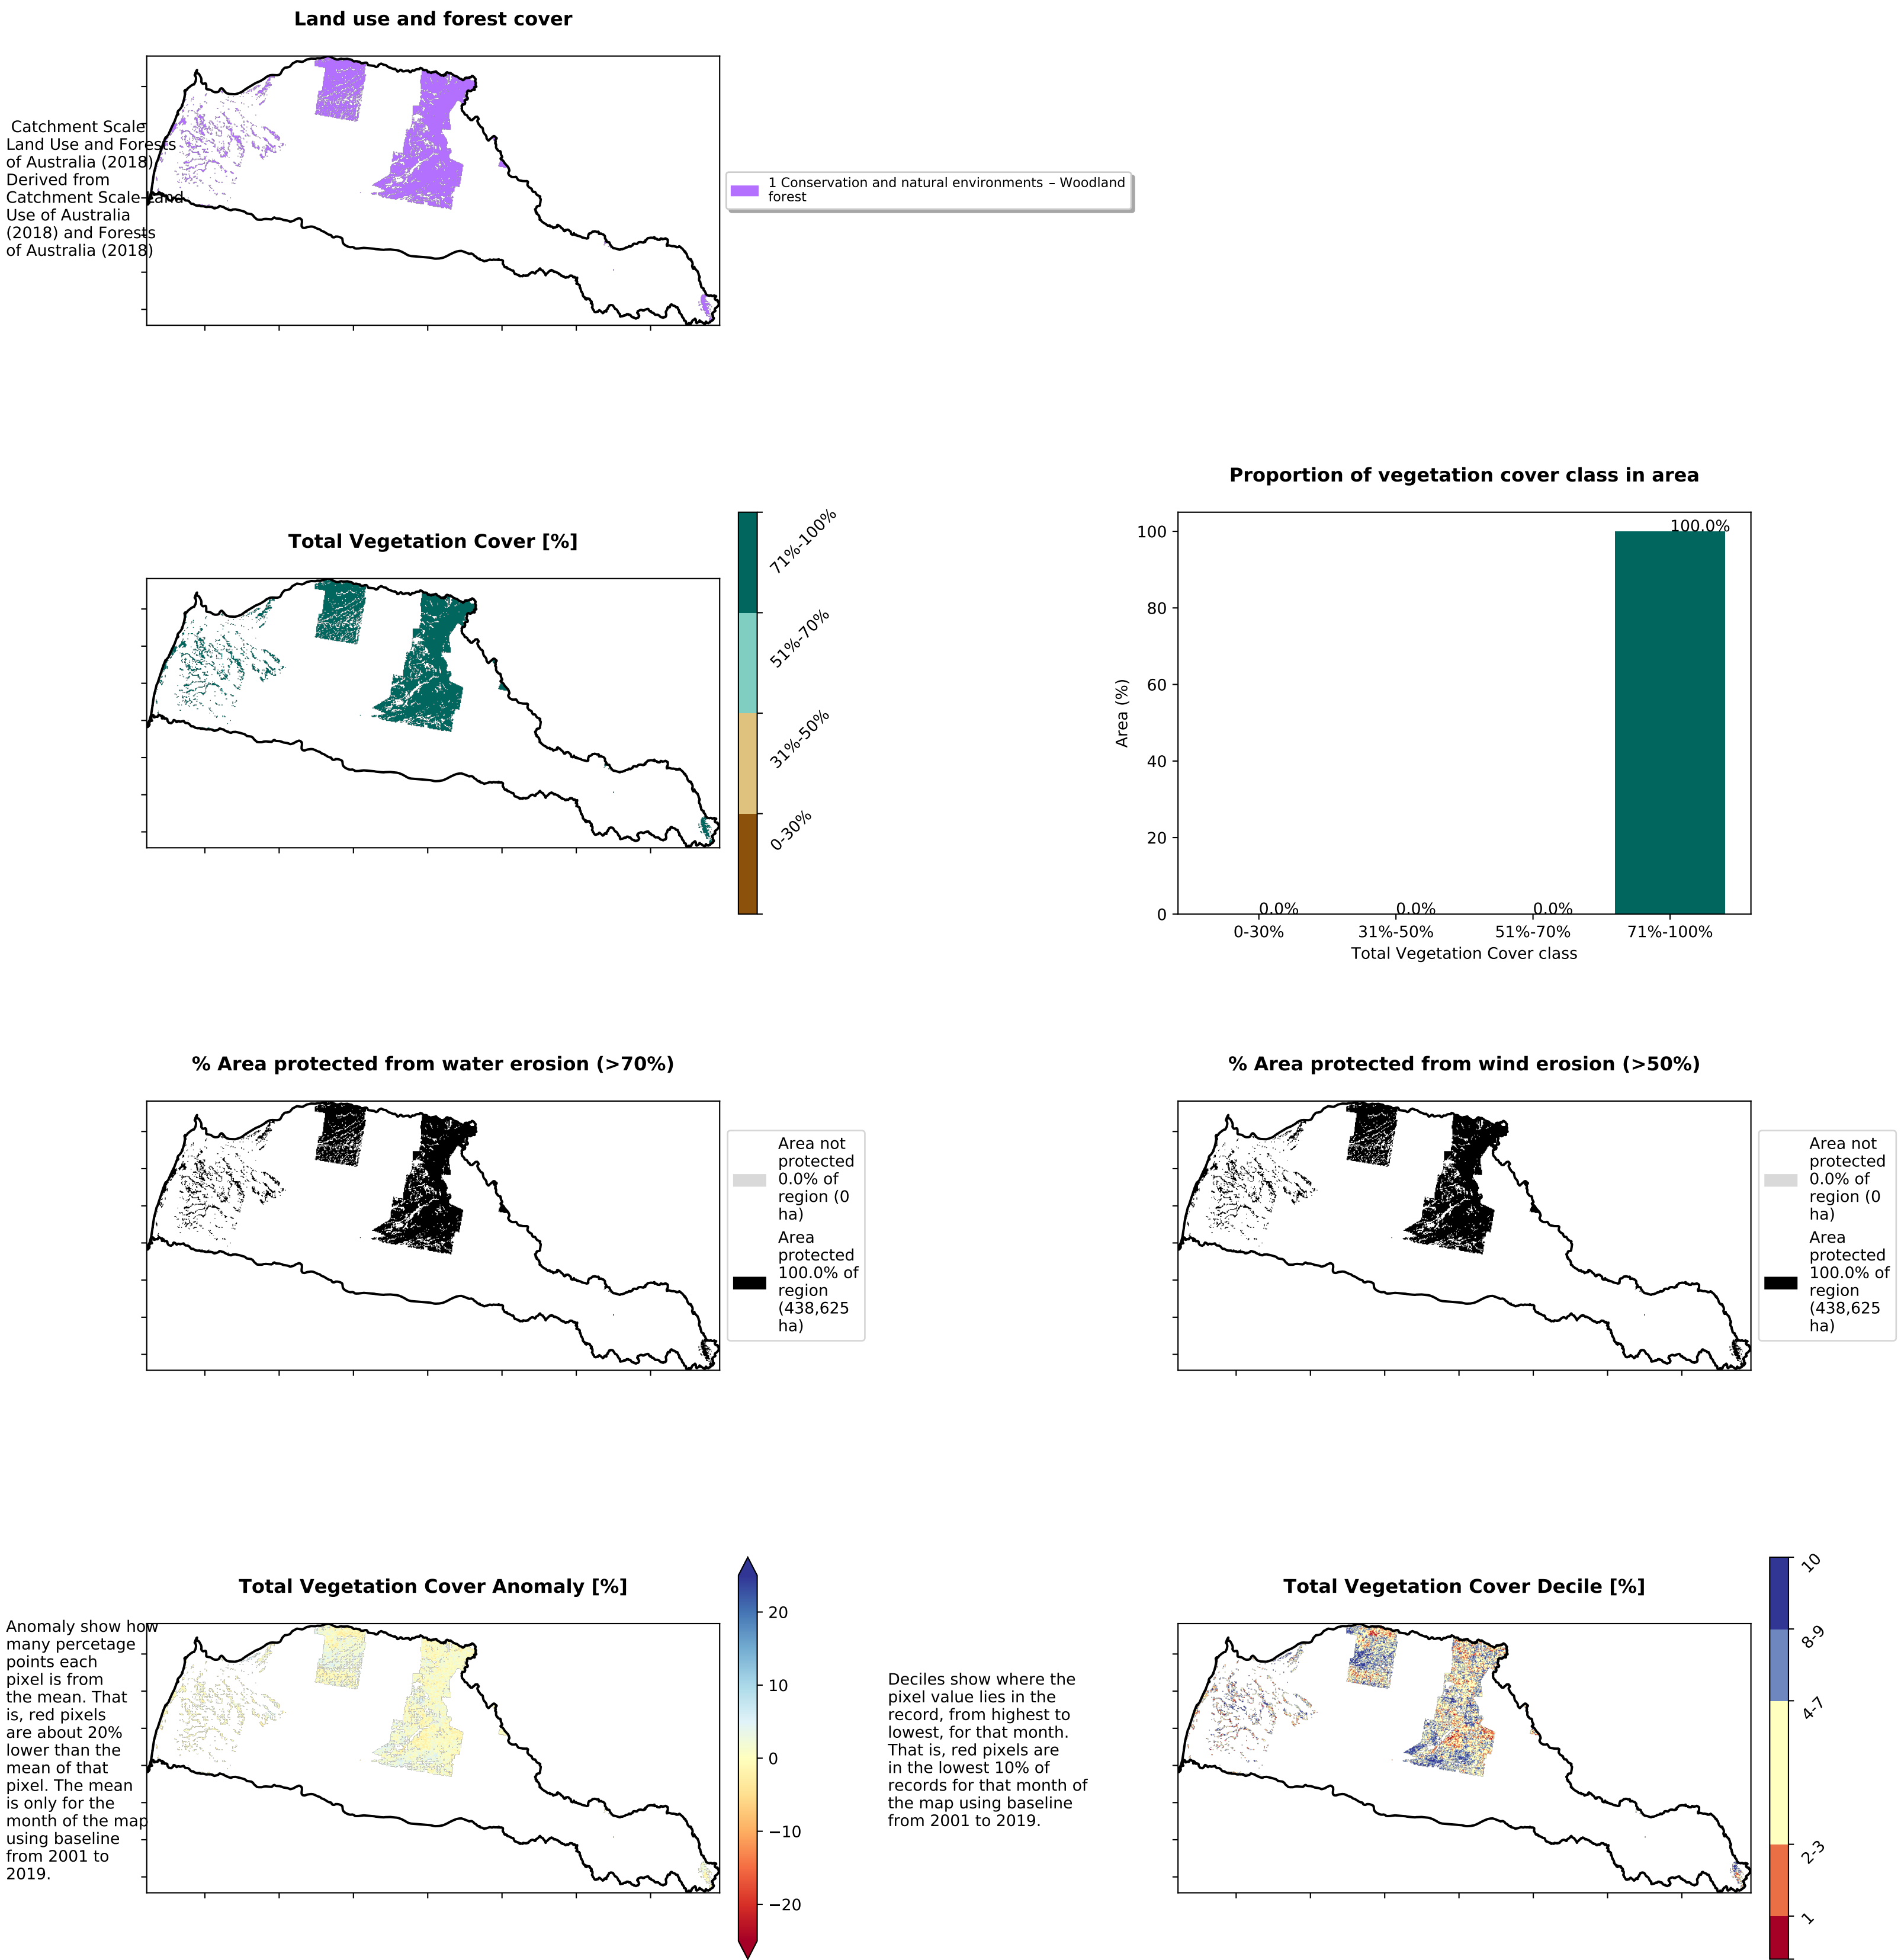 Land use and forest cover
Catchment Scale
Land Use and Forests
of Australia (2018)
Derived from
Catchment Scale Land
Use of Australia
(2018) and Forests
of Australia (2018)
1 Conservation and natural environments – Woodland
forest
Total Vegetation Cover [%]
71%-100%
51%-70%
31%-50%
0-30%
Proportion of vegetation cover class in area
Area (%)
100
80
60
40
20
0
0.0%
0.0%
0.0%
100.0%
0-30%
31%-50%
51%-70%
71%-100%
Total Vegetation Cover class
% Area protected from water erosion (>70%)
Area not
protected
0.0% of
region (0
ha)
Area
protected
100.0% of
region
(438,625
ha)
% Area protected from wind erosion (>50%)
Area not
protected
0.0% of
region (0
ha)
Area
protected
100.0% of
region
(438,625
ha)
Total Vegetation Cover Anomaly [%]
Anomaly show how
many percetage
points each
pixel is from
the mean. That
is, red pixels
are about 20%
lower than the
mean of that
pixel. The mean
is only for the
month of the map
using baseline
from 2001 to
2019.
20
10
0
−10
−20
Total Vegetation Cover Decile [%]
Deciles show where the
pixel value lies in the
record, from highest to
lowest, for that month.
That is, red pixels are
in the lowest 10% of
records for that month of
the map using baseline
from 2001 to 2019.
10
8-9
4-7
2-3
1